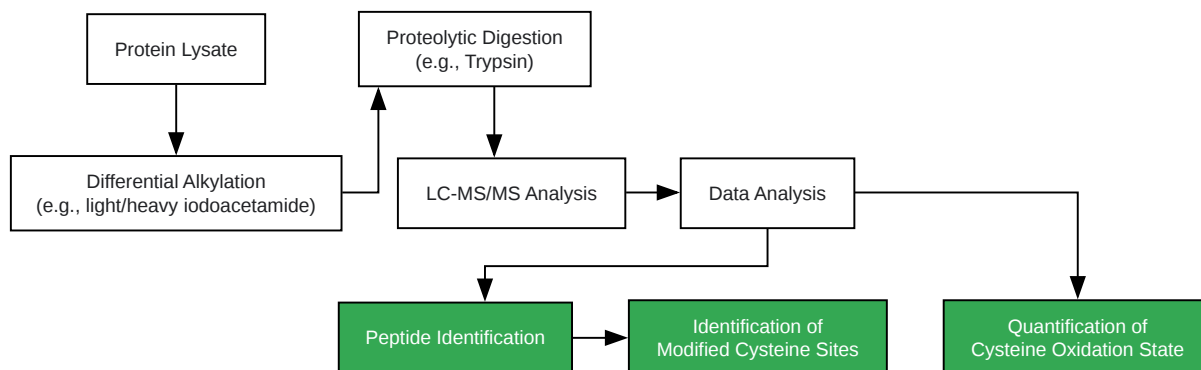 Protein Lysate
Proteolytic Digestion
(e.g., Trypsin)
Differential Alkylation
(e.g., light/heavy iodoacetamide)
LC-MS/MS Analysis
Data Analysis
Peptide Identification
Identification of
Modified Cysteine Sites
Quantification of
Cysteine Oxidation State